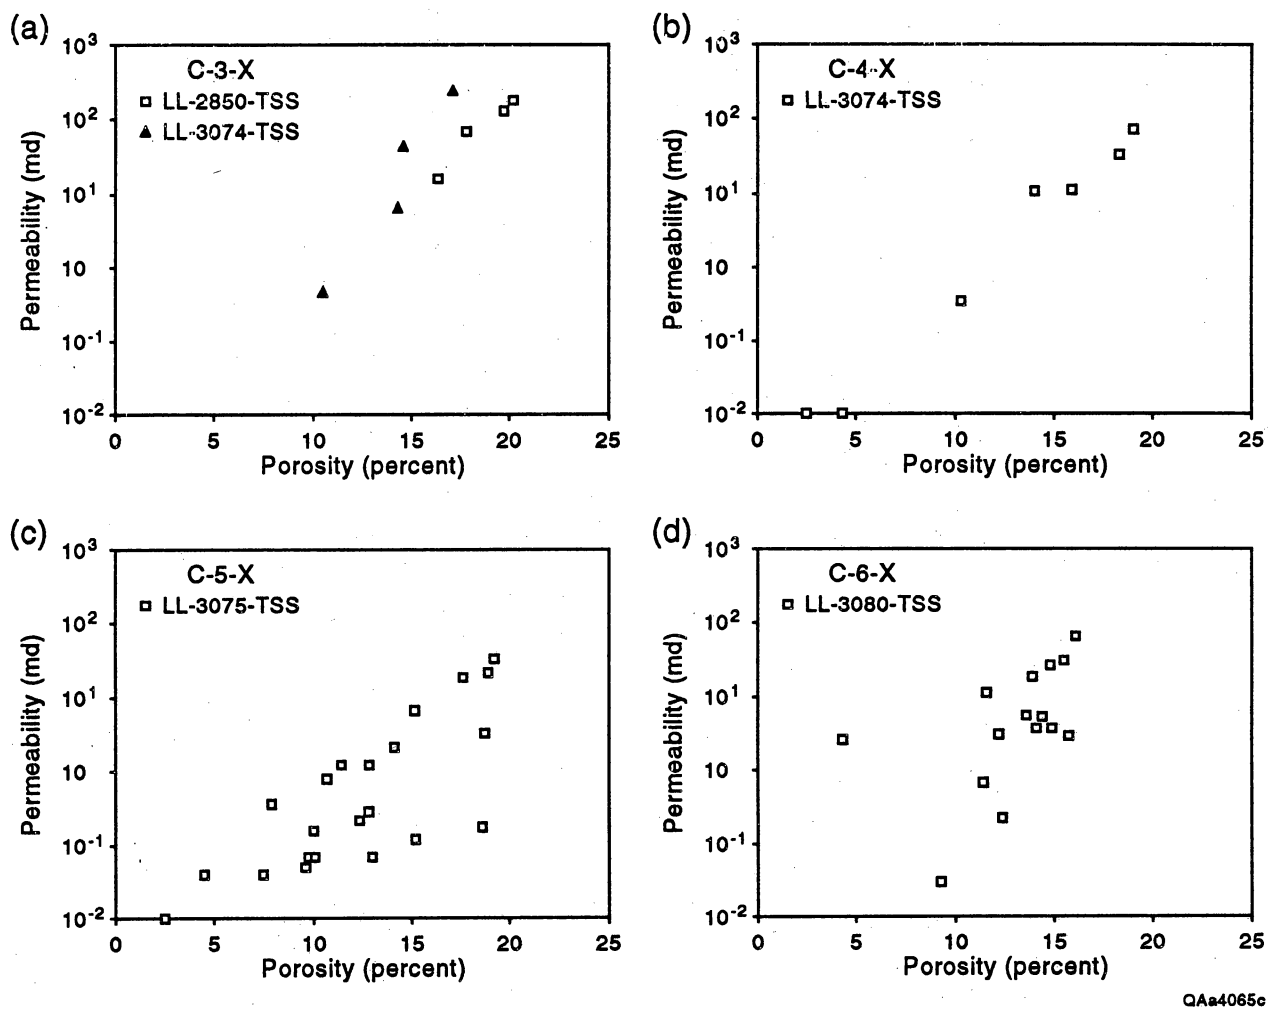 (a)
C-3-X
LL-2850-TSS
LL-3074-TSS
Permeability (md)
10³
10²
10¹
10
10⁻¹
10⁻²
0 5 10 15 20 25
Porosity (percent)
(b)
C-4-X
LL-3074-TSS
Permeability (md)
10³
10²
10¹
10
10⁻¹
10⁻²
0 5 10 15 20 25
Porosity (percent)
(c)
C-5-X
LL-3075-TSS
Permeability (md)
10³
10²
10¹
10
10⁻¹
10⁻²
0 5 10 15 20 25
Porosity (percent)
(d)
C-6-X
LL-3080-TSS
Permeability (md)
10³
10²
10¹
10
10⁻¹
10⁻²
0 5 10 15 20 25
Porosity (percent)
QAa4065c